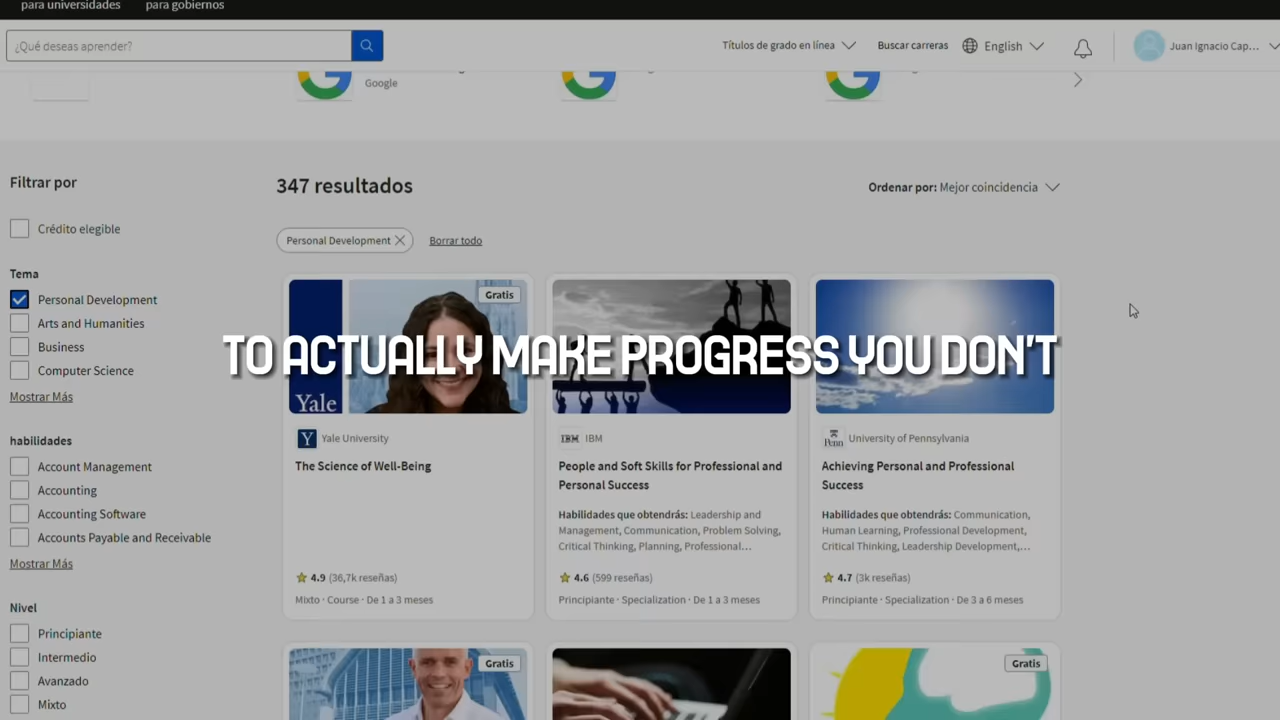 para universidades para gobiernos
¿Qué deseas aprender? Títulos de grado en línea Buscar carreras English Juan Ignacio Cap...
Google
Filtrar por
347 resultados
Ordenar por: Mejor coincidencia
Crédito elegible
Personal Development
Borrar todo
Tema
Personal Development
Arts and Humanities
Business
Computer Science
Mostrar Más
habilidades
Account Management
Accounting
Accounting Software
Accounts Payable and Receivable
Mostrar Más
Nivel
Principiante
Intermedio
Avanzado
Mixto
TO ACTUALLY MAKE PROGRESS YOU DON'T
Gratis
Yale
Yale University
The Science of Well-Being
4.9 (36,7k reseñas)
Mixto · Course · De 1 a 3 meses
IBM IBM
People and Soft Skills for Professional and
Personal Success
Habilidades que obtendrás: Leadership and
Management, Communication, Problem Solving,
Critical Thinking, Planning, Professional...
4.6 (599 reseñas)
Principiante · Specialization · De 1 a 3 meses
Penn University of Pennsylvania
Achieving Personal and Professional
Success
Habilidades que obtendrás: Communication,
Human Learning, Professional Development,
Critical Thinking, Leadership Development,...
4.7 (3k reseñas)
Principiante · Specialization · De 3 a 6 meses
Gratis
Gratis